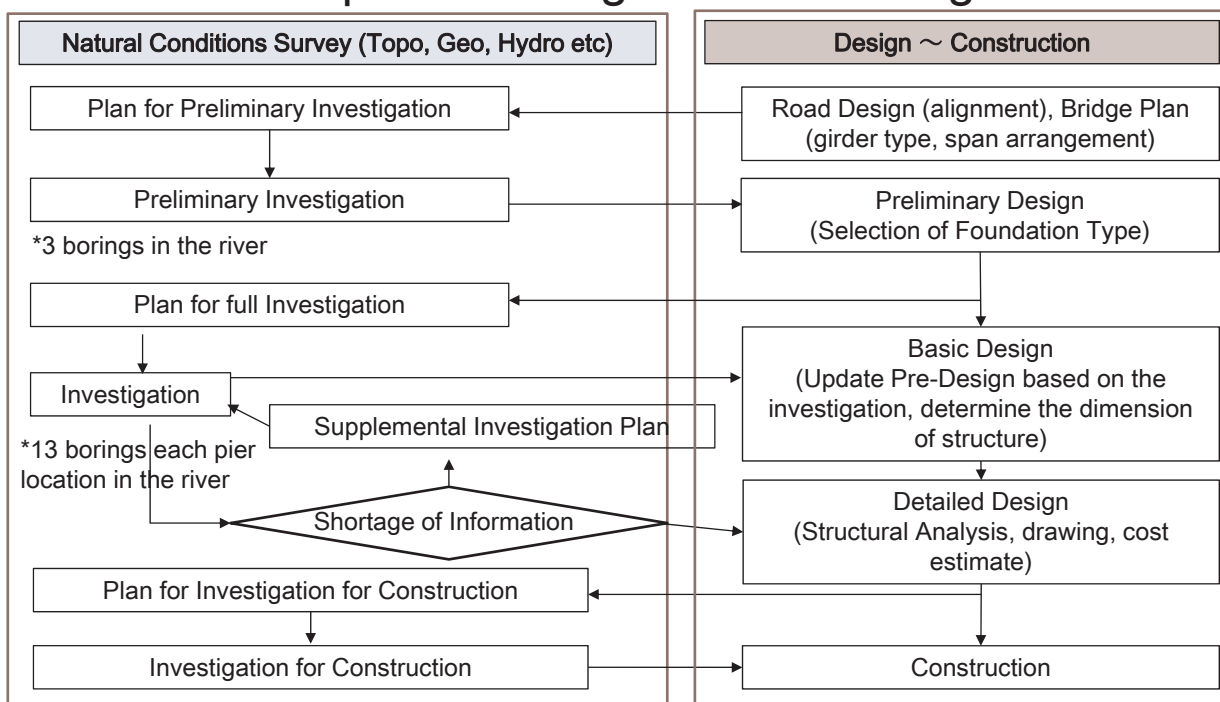 Natural Conditions Survey (Topo, Geo, Hydro etc)
Plan for Preliminary Investigation
Preliminary Investigation
*3 borings in the river
Plan for full Investigation
Investigation
Supplemental Investigation Plan
*13 borings each pier
location in the river
Shortage of Information
Plan for Investigation for Construction
Investigation for Construction
Design ～ Construction
Road Design (alignment), Bridge Plan
(girder type, span arrangement)
Preliminary Design
(Selection of Foundation Type)
Basic Design
(Update Pre-Design based on the
investigation, determine the dimension
of structure)
Detailed Design
(Structural Analysis, drawing, cost
estimate)
Construction